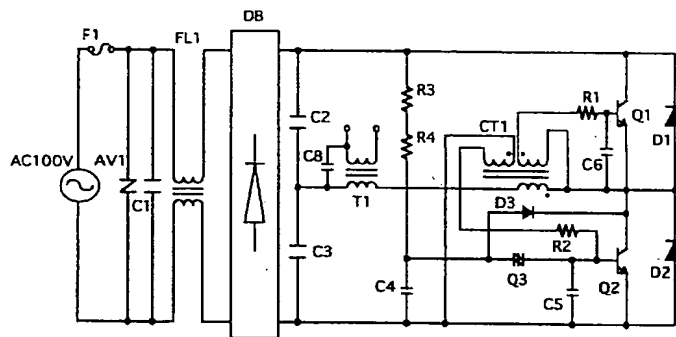 DB
F1
FL1
R3
C2
R1
Q1
R4
CT1
D1
AC100V
AV1
C8
C6
C1
T1
D3
C3
R2
Q3
Q2
D2
C4
C5